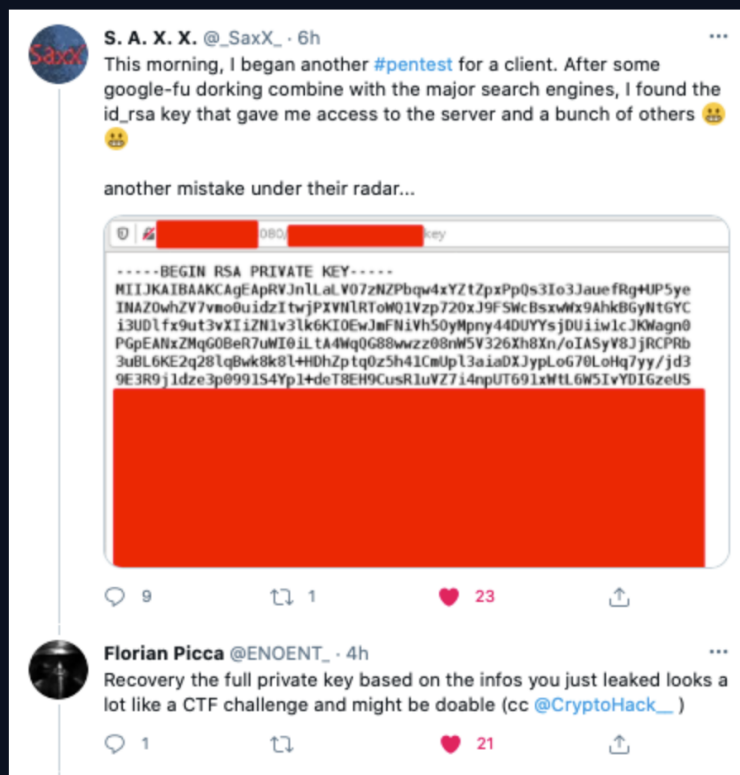 Saxx
S. A. X. X. @_SaxX_ · 6h
This morning, I began another #pentest for a client. After some
google-fu dorking combine with the major search engines, I found the
id_rsa key that gave me access to the server and a bunch of others 😬
😬
another mistake under their radar...
080/
key
-----BEGIN RSA PRIVATE KEY-----
MIIJKAIBAAKCAgEApRVJnlLaLV07zNZPbqw4xYZtZpxPpQs3Io3JauefRg+UP5ye
INAZOwhZV7vmo0uidzItwjPXVNlRToWQ1Vzp720xJ9FSWcBsxwWx9AhkBGyNtGYC
i3UDlfx9ut3vXIiZN1v3lk6KIOEwJmFNiVh5OyMpny44DUYYsjDUiiw1cJKWagn0
PGpEANxZMqGOBeR7uWI0iLtA4WqQG88wwzz08nW5V326Xh8Xn/oIASyV8JjRCPRb
3uBL6KE2q28lqBwk8k8l+HDhZptq0z5h41CmUpl3aiaDXJypLoG70LoHq7yy/jd3
9E3R9j1dze3p0991S4Yp1+deT8EH9CusR1uVZ7i4npUT691xWtL6W5IvYDIGzeUS
9
1
23
Florian Picca @ENOENT_ · 4h
Recovery the full private key based on the infos you just leaked looks a
lot like a CTF challenge and might be doable (cc @CryptoHack__ )
1
21